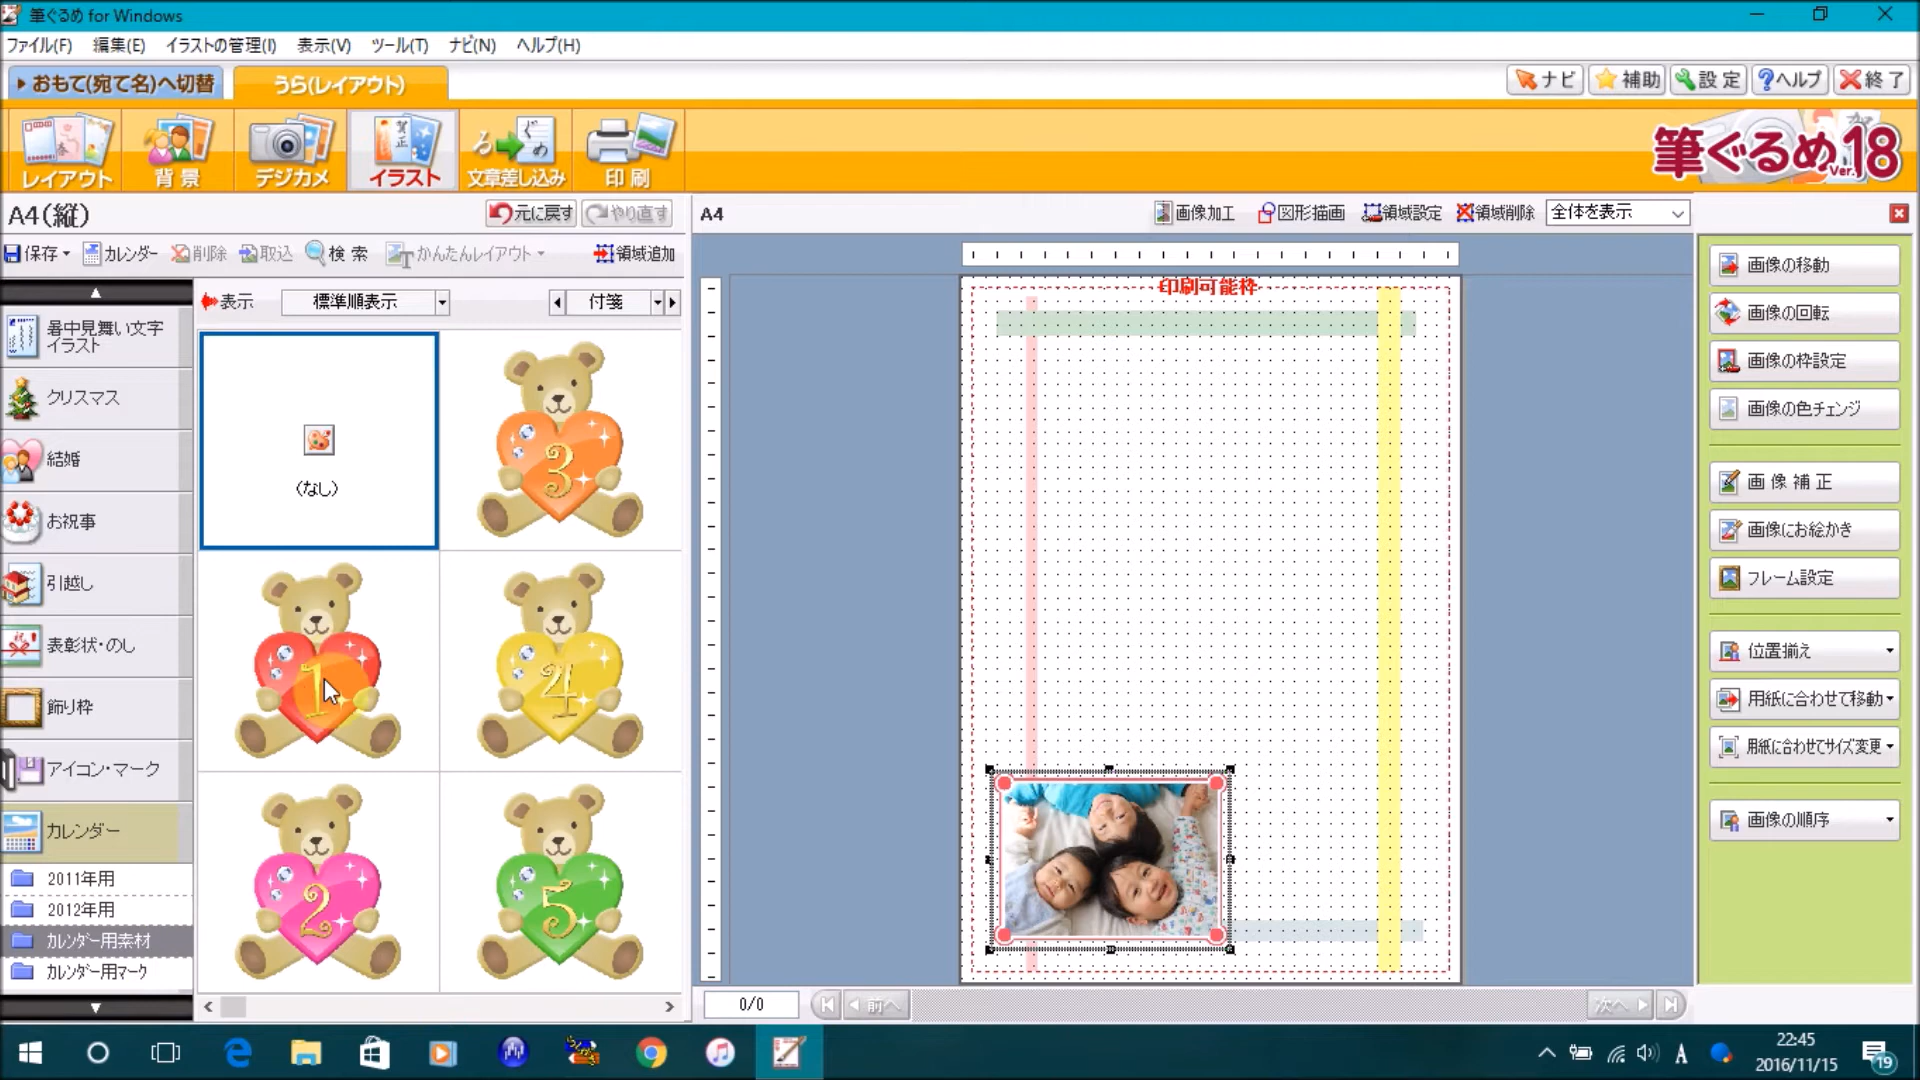 筆ぐるめ for Windows
ファイル(F) 編集(E) イラストの管理(I) 表示(V) ツール(T) ナビ(N) ヘルプ(H)
おもて(宛て名)へ切替 うら(レイアウト)
ナビ 補助 設定 ヘルプ 終了
レイアウト 背景 デジカメ イラスト 文章差し込み 印刷
筆ぐるめ Ver.18
A4(縦) 元に戻す やり直す
A4 画像加工 図形描画 領域設定 領域削除 全体を表示
保存 カレンダー 削除 取込 検索 かんたんレイアウト 領域追加
表示 標準順表示 付箋
暑中見舞い文字
イラスト
クリスマス
結婚
お祝事
引越し
表彰状・のし
飾り枠
アイコン・マーク
カレンダー
2011年用
2012年用
カレンダー用素材
カレンダー用マーク
(なし)
3
1
4
2
5
印刷可能枠
画像の移動
画像の回転
画像の枠設定
画像の色チェンジ
画像補正
画像にお絵かき
フレーム設定
位置揃え
用紙に合わせて移動
用紙に合わせてサイズ変更
画像の順序
0/0 前へ 次へ
A
22:45
2016/11/15
19